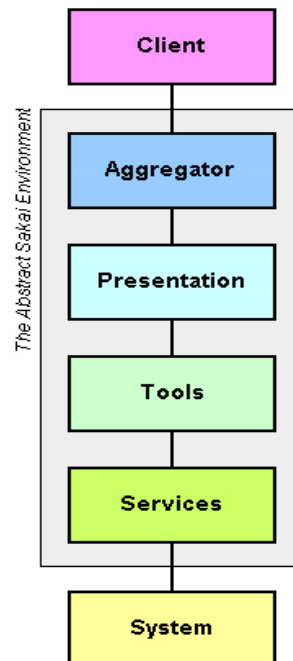 Client
The Abstract Sakai Environment
Aggregator
Presentation
Tools
Services
System